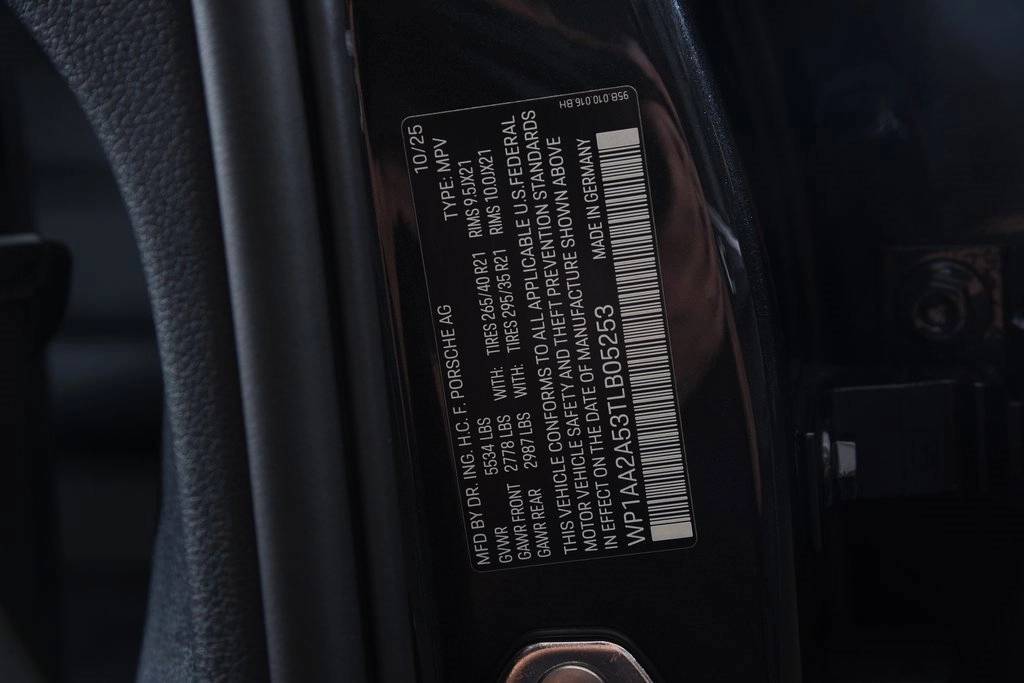 10/25
MFD BY DR. ING. H.C. F. PORSCHE AG TYPE: MPV
GVWR 5534 LBS
GAWR FRONT 2778 LBS WITH: TIRES 265/40 R21 RIMS 9.5JX21
GAWR REAR 2987 LBS WITH: TIRES 295/35 R21 RIMS 10.0JX21
THIS VEHICLE CONFORMS TO ALL APPLICABLE U.S. FEDERAL
MOTOR VEHICLE SAFETY AND THEFT PREVENTION STANDARDS
IN EFFECT ON THE DATE OF MANUFACTURE SHOWN ABOVE
WP1AA2A53TLB05253 MADE IN GERMANY
95B.010.016.BH